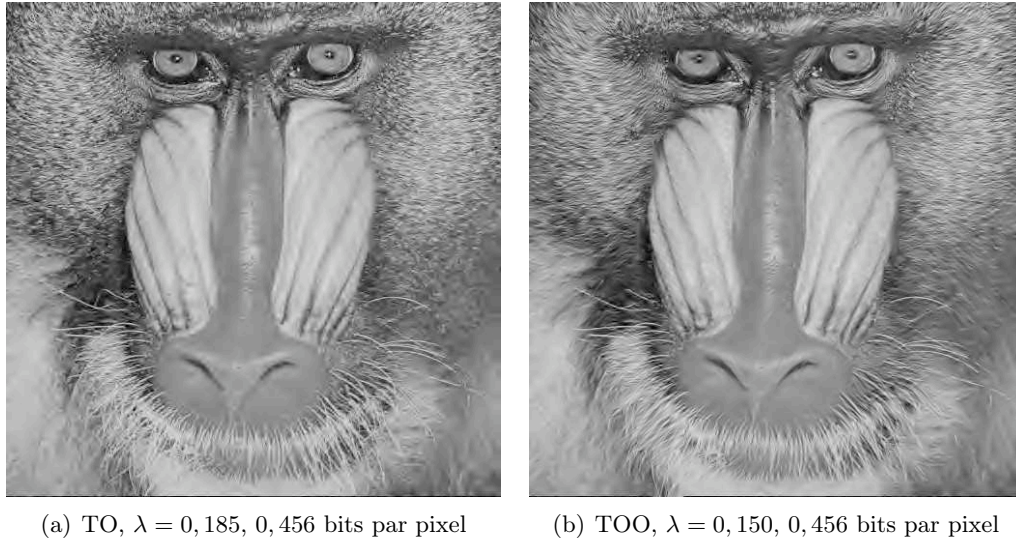 (a) TO, λ = 0, 185, 0, 456 bits par pixel
(b) TOO, λ = 0, 150, 0, 456 bits par pixel